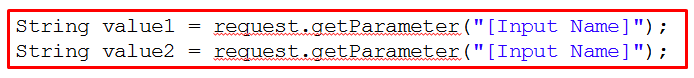 String value1 = request.getParameter("[Input Name]");
String value2 = request.getParameter("[Input Name]");